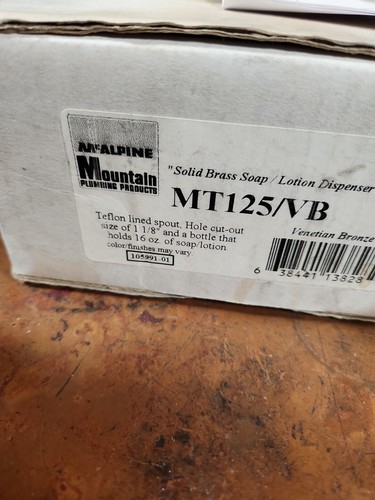 McALPINE
Mountain
PLUMBING PRODUCTS
"Solid Brass Soap / Lotion Dispenser
MT125/VB
Venetian Bronze
Teflon lined spout. Hole cut-out
size of 1 1/8" and a bottle that
holds 16 oz. of soap/lotion.
color/finishes may vary
105991-01
6 38441 13828